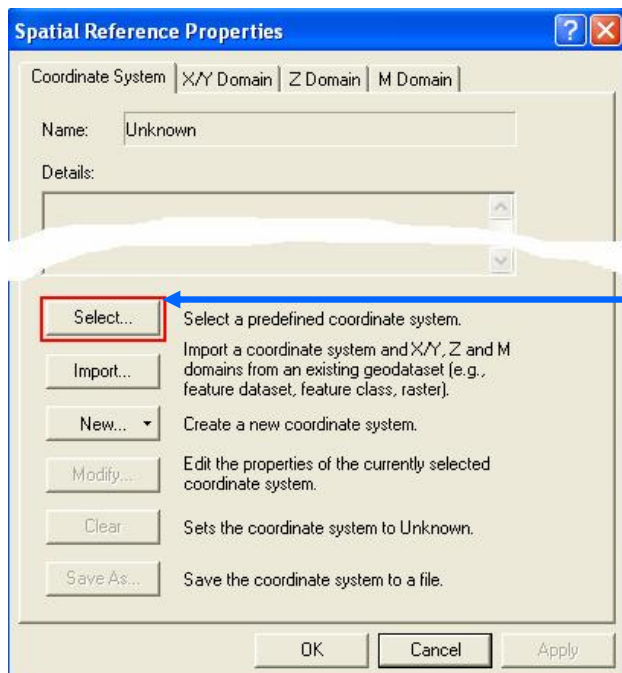 Spatial Reference Properties
Coordinate System X/Y Domain Z Domain M Domain
Name: Unknown
Details:
Select... Select a predefined coordinate system.
Import... Import a coordinate system and X/Y, Z and M
domains from an existing geodataset (e.g.,
feature dataset, feature class, raster).
New... Create a new coordinate system.
Modify... Edit the properties of the currently selected
coordinate system.
Clear Sets the coordinate system to Unknown.
Save As... Save the coordinate system to a file.
OK Cancel Apply